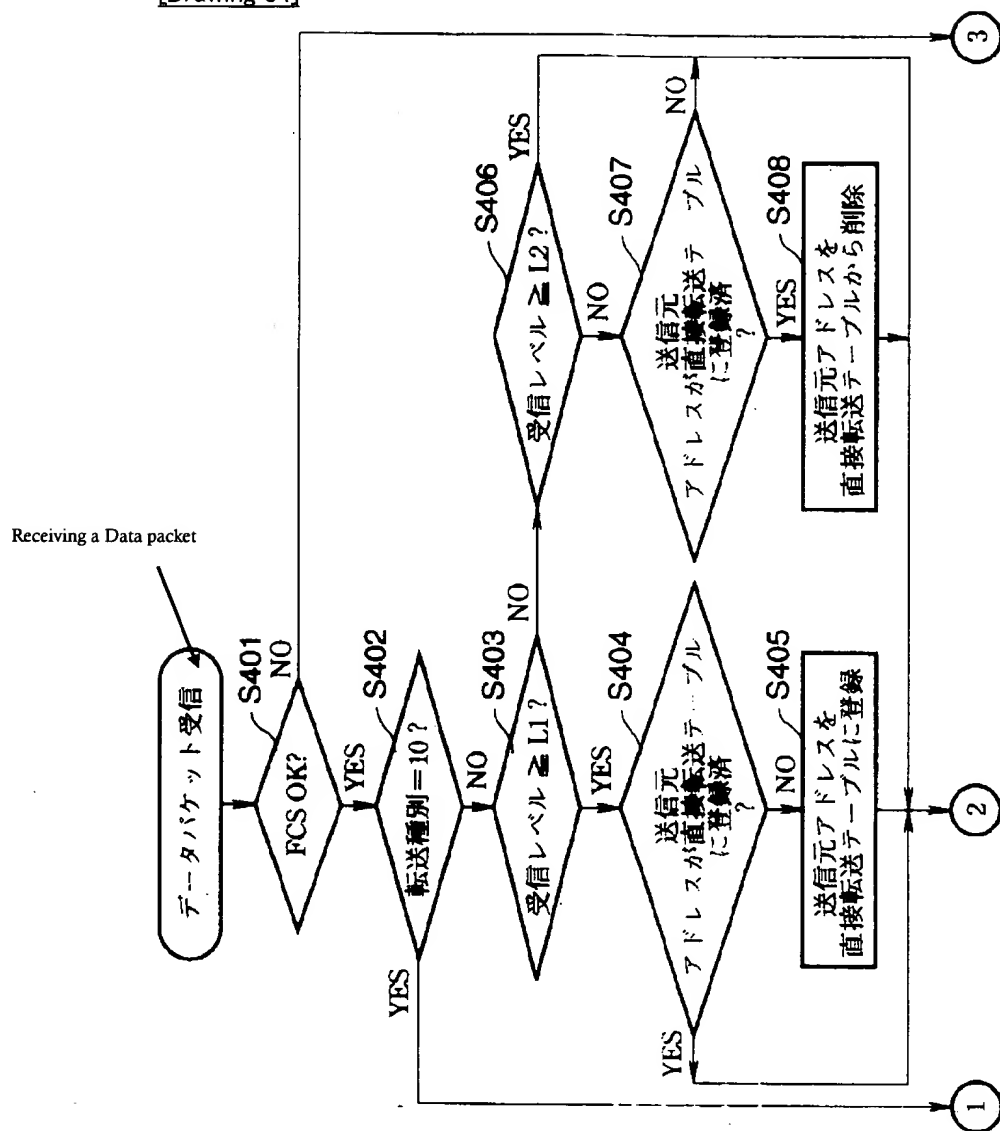 [Drawing
Receiving a Data packet
データパケット受信
S401
FCS OK?
NO
YES
S402
転送種別=10?
YES
NO
S403
受信レベル≧L1?
NO
YES
S404
送信元
アドレスが直接転送テーブル
に登録済
?
YES
NO
S405
送信元アドレスを
直接転送テーブルに登録
S406
受信レベル≧L2?
YES
NO
S407
送信元
アドレスが直接転送テーブル
に登録済
?
NO
YES
S408
送信元アドレスを
直接転送テーブルから削除
1
2
3